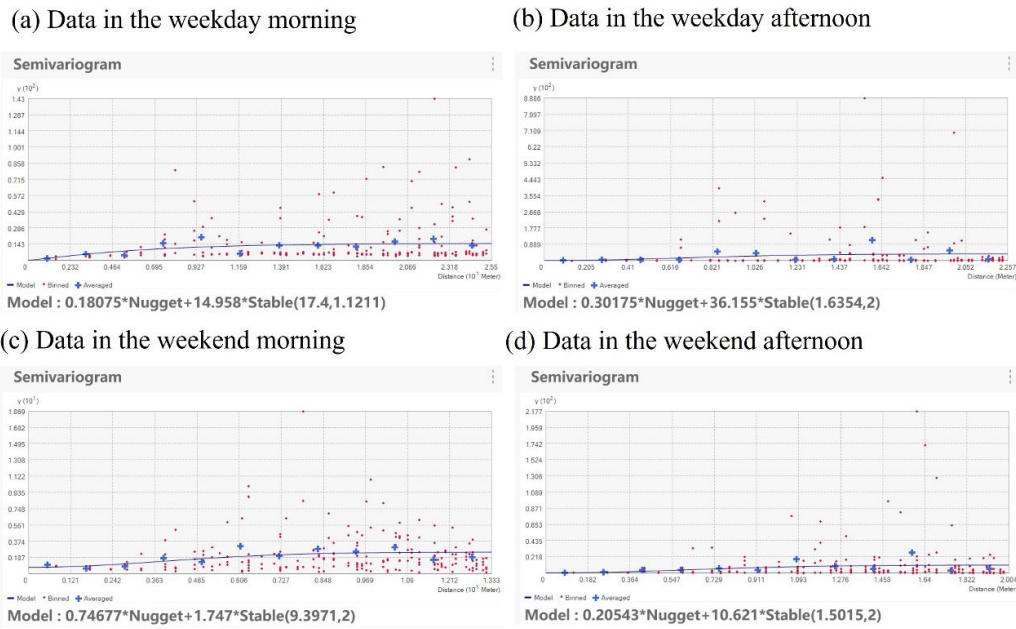 (a) Data in the weekday morning
Semivariogram
γ (10²)
1.43
1.287
1.144
1.001
0.858
0.715
0.572
0.429
0.286
0.143
0 0.232 0.464 0.695 0.927 1.159 1.391 1.623 1.854 2.086 2.318 2.55
Distance (10¹ Meter)
Model Binned Averaged
Model : 0.18075*Nugget+14.958*Stable(17.4,1.1211)
(b) Data in the weekday afternoon
Semivariogram
γ (10²)
8.886
7.997
7.109
6.22
5.332
4.443
3.554
2.666
1.777
0.889
0 0.205 0.41 0.616 0.821 1.026 1.231 1.437 1.642 1.847 2.052 2.257
Distance (Meter)
Model Binned Averaged
Model : 0.30175*Nugget+36.155*Stable(1.6354,2)
(c) Data in the weekend morning
Semivariogram
γ (10¹)
1.869
1.682
1.495
1.308
1.122
0.935
0.748
0.561
0.374
0.187
0 0.121 0.242 0.363 0.485 0.606 0.727 0.848 0.969 1.09 1.212 1.333
Distance (10¹ Meter)
Model Binned Averaged
Model : 0.74677*Nugget+1.747*Stable(9.3971,2)
(d) Data in the weekend afternoon
Semivariogram
γ (10²)
2.177
1.959
1.742
1.524
1.306
1.089
0.871
0.653
0.435
0.218
0 0.182 0.364 0.547 0.729 0.911 1.093 1.276 1.458 1.64 1.822 2.004
Distance (Meter)
Model Binned Averaged
Model : 0.20543*Nugget+10.621*Stable(1.5015,2)